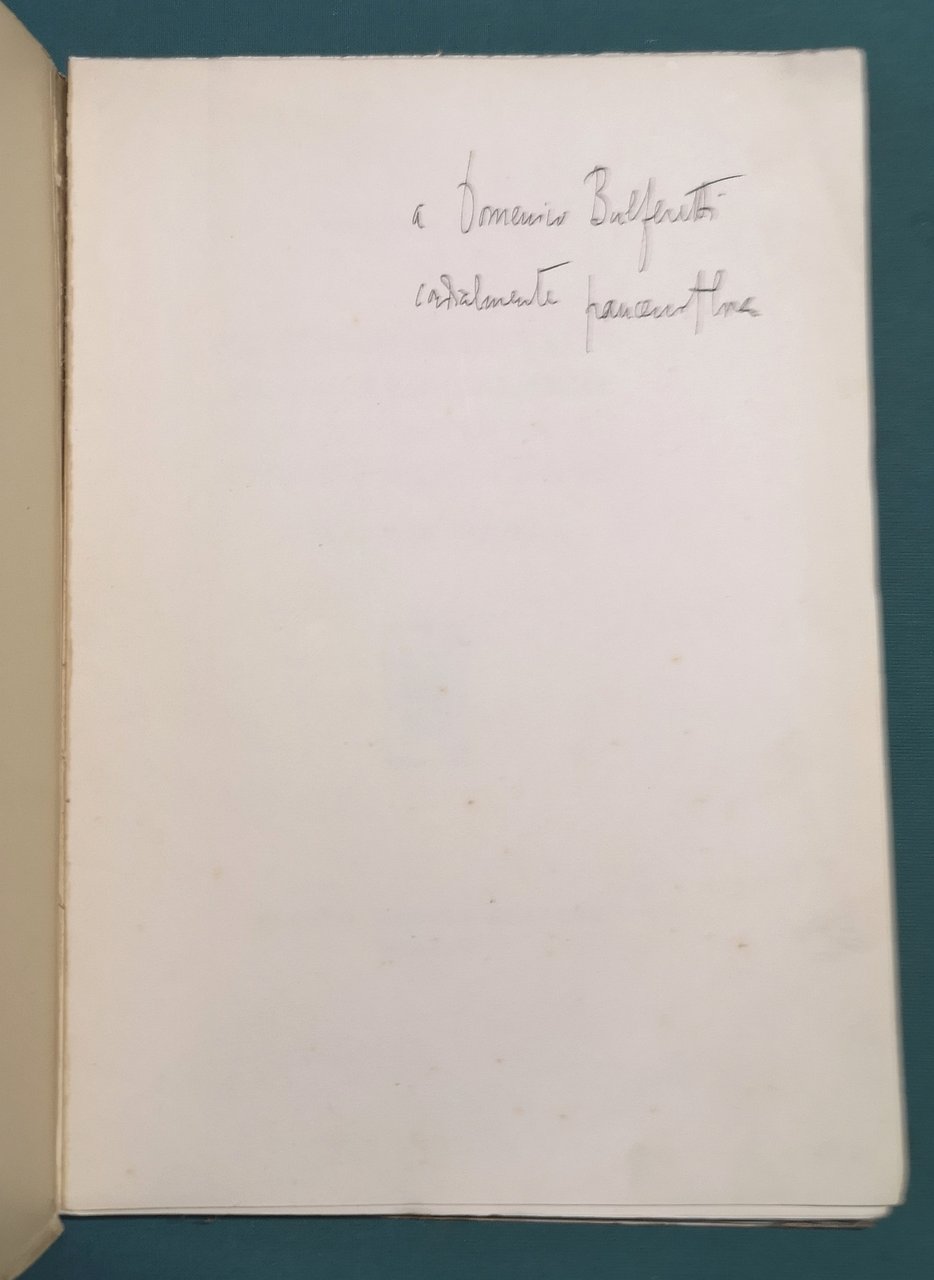 a Domenico Bulferetti
cordialmente francesco flora